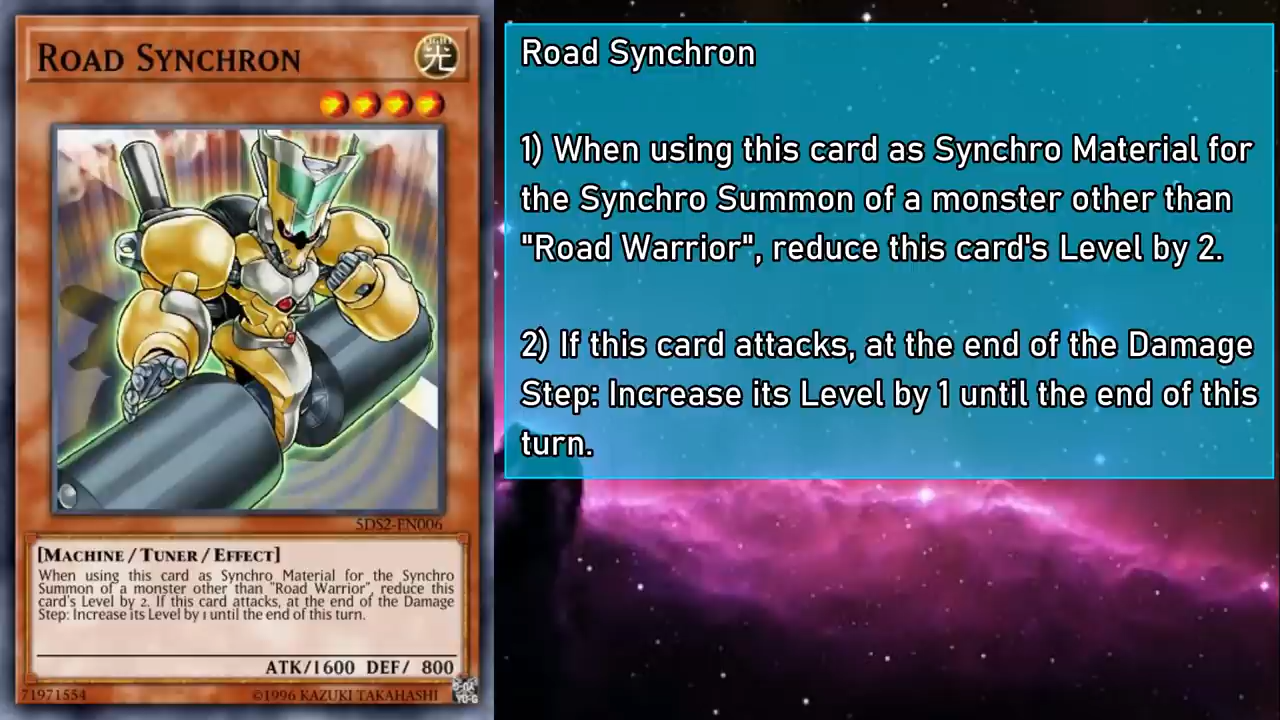 ROAD SYNCHRON
LIGHT
光
5DS2-EN006
[MACHINE / TUNER / EFFECT]
When using this card as Synchro Material for the Synchro
Summon of a monster other than "Road Warrior", reduce this
card's Level by 2. If this card attacks, at the end of the Damage
Step: Increase its Level by 1 until the end of this turn.
ATK/1600 DEF/ 800
71971554
©1996 KAZUKI TAKAHASHI
Road Synchron
1) When using this card as Synchro Material for
the Synchro Summon of a monster other than
"Road Warrior", reduce this card's Level by 2.
2) If this card attacks, at the end of the Damage
Step: Increase its Level by 1 until the end of this
turn.